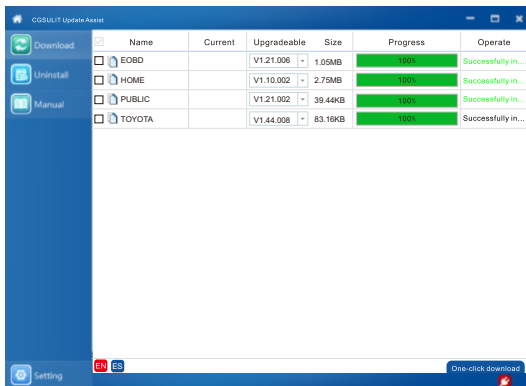 CGSULIT Update Assist
Download
Uninstall
Manual
Name Current Upgradeable Size Progress Operate
EOBD V1.21.006 1.05MB 100% Successfully in...
HOME V1.10.002 2.75MB 100% Successfully in...
PUBLIC V1.21.002 39.44KB 100% Successfully in...
TOYOTA V1.44.008 83.16KB 100% Successfully in...
EN ES
One-click download
Setting